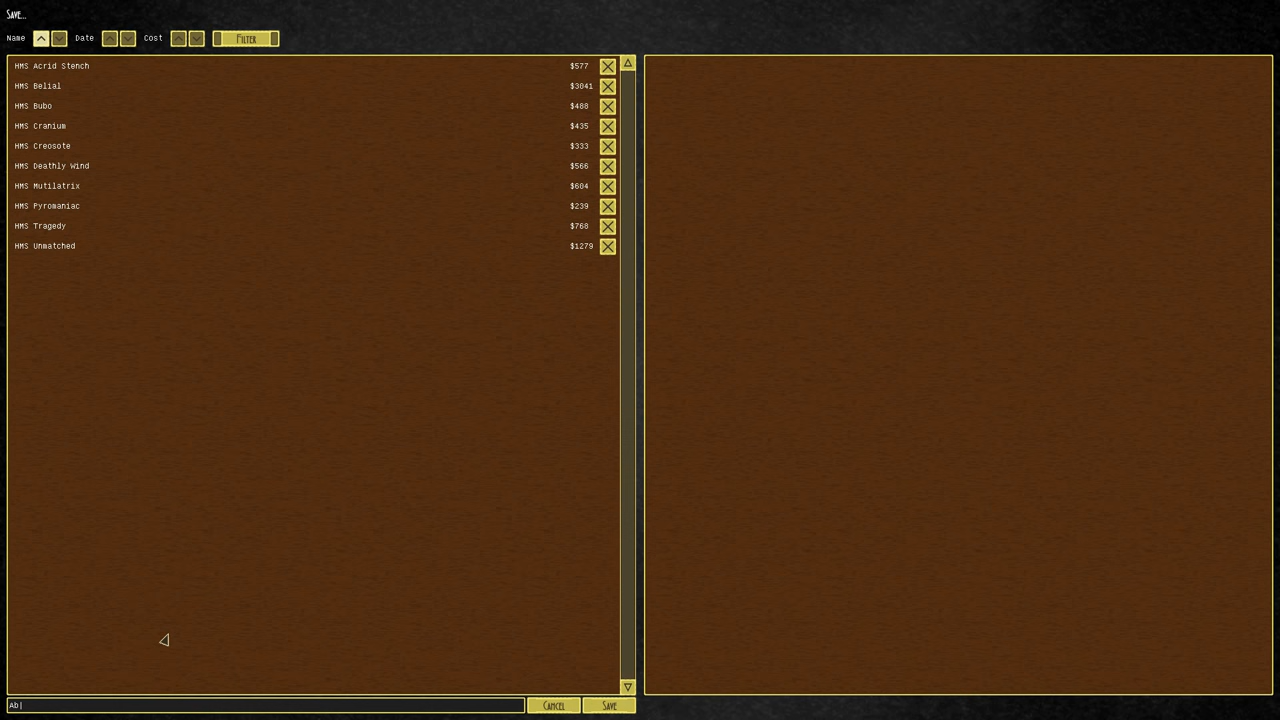 Save...
Name Date Cost Filter
HMS Acrid Stench $577
HMS Belial $3041
HMS Bubo $488
HMS Cranium $435
HMS Creosote $333
HMS Deathly Wind $566
HMS Mutilatrix $604
HMS Pyromaniac $239
HMS Tragedy $768
HMS Unmatched $1279
Ab| Cancel Save